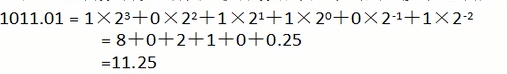 1011.01 = 1×2³+0×2²+1×2¹+1×2⁰+0×2⁻¹+1×2⁻²
= 8+0+2+1+0+0.25
=11.25